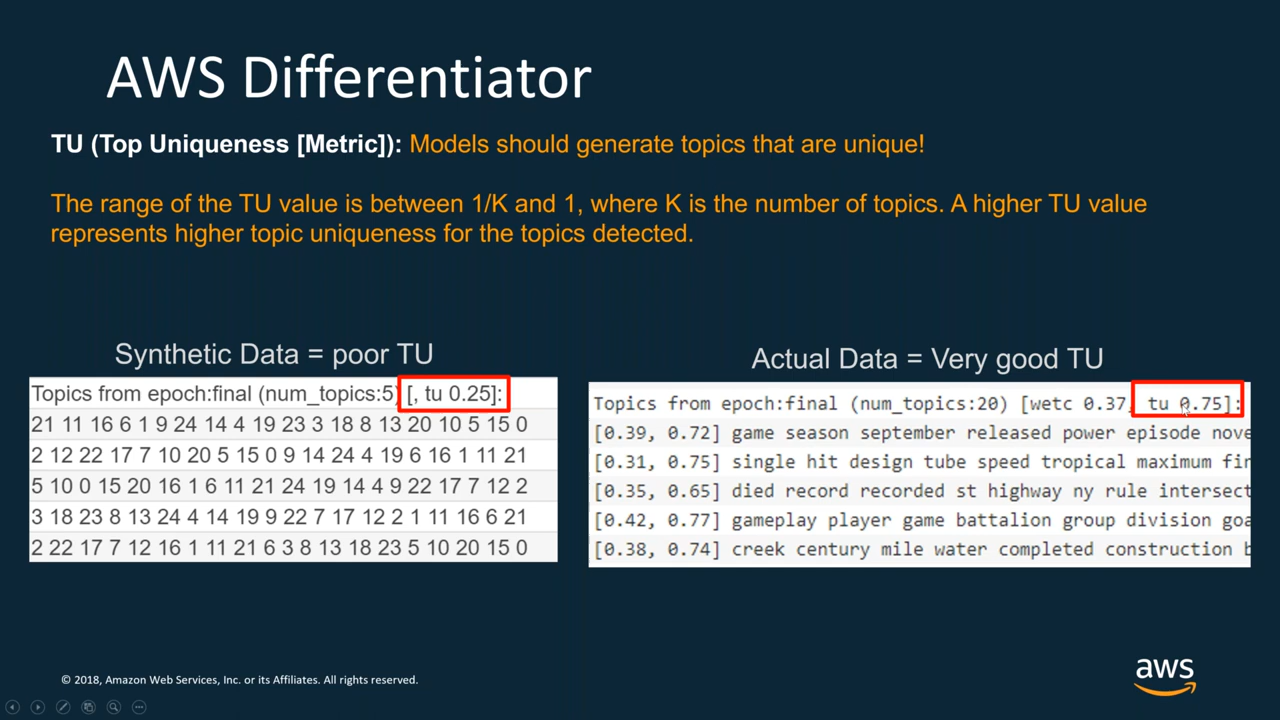 AWS Differentiator
TU (Top Uniqueness [Metric]): Models should generate topics that are unique!
The range of the TU value is between 1/K and 1, where K is the number of topics. A higher TU value
represents higher topic uniqueness for the topics detected.
Synthetic Data = poor TU
Topics from epoch:final (num_topics:5) [, tu 0.25]:
21 11 16 6 1 9 24 14 4 19 23 3 18 8 13 20 10 5 15 0
2 12 22 17 7 10 20 5 15 0 9 14 24 4 19 6 16 1 11 21
5 10 0 15 20 16 1 6 11 21 24 19 14 4 9 22 17 7 12 2
3 18 23 8 13 24 4 14 19 9 22 7 17 12 2 1 11 16 6 21
2 22 17 7 12 16 1 11 21 6 3 8 13 18 23 5 10 20 15 0
Actual Data = Very good TU
Topics from epoch:final (num_topics:20) [wetc 0.37, tu 0.75]:
[0.39, 0.72] game season september released power episode nove
[0.31, 0.75] single hit design tube speed tropical maximum fin
[0.35, 0.65] died record recorded st highway ny rule intersect
[0.42, 0.77] gameplay player game battalion group division goa
[0.38, 0.74] creek century mile water completed construction b
© 2018, Amazon Web Services, Inc. or its Affiliates. All rights reserved.
aws